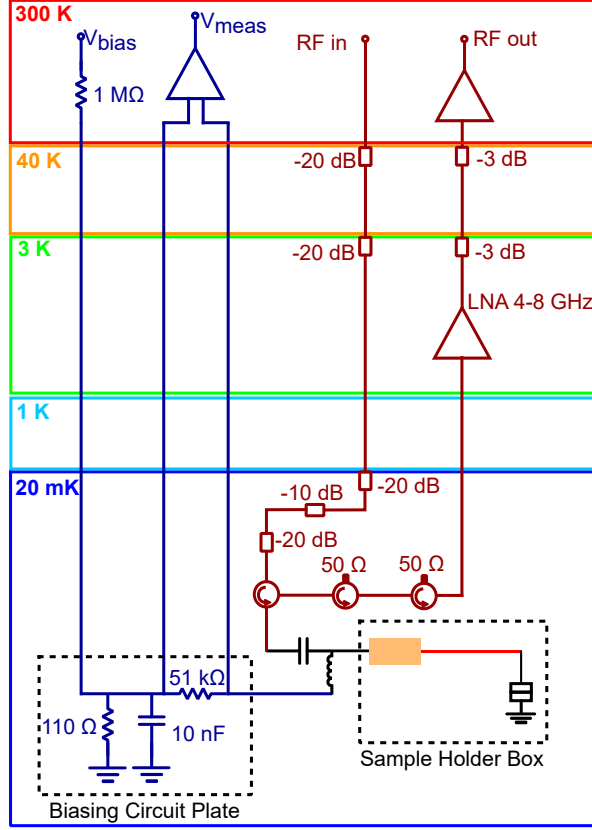 300 K
Vbias
Vmeas
RF in
RF out
1 MΩ
40 K
-20 dB
-3 dB
3 K
-20 dB
-3 dB
LNA 4-8 GHz
1 K
20 mK
-20 dB
-10 dB
-20 dB
50 Ω
50 Ω
51 kΩ
110 Ω
10 nF
Sample Holder Box
Biasing Circuit Plate